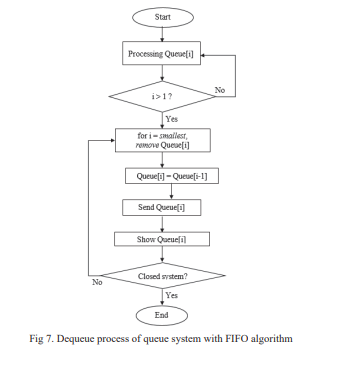 Start
Processing Queue[i]
i > 1 ?
No
Yes
for i = smallest,
remove Queue[i]
Queue[i] = Queue[i-1]
Send Queue[i]
Show Queue[i]
Closed system?
No
Yes
End
Fig 7. Dequeue process of queue system with FIFO algorithm